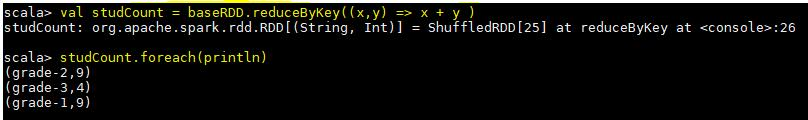 scala> val studCount = baseRDD.reduceByKey((x,y) => x + y )
studCount: org.apache.spark.rdd.RDD[(String, Int)] = ShuffledRDD[25] at reduceByKey at <console>:26
scala> studCount.foreach(println)
(grade-2,9)
(grade-3,4)
(grade-1,9)